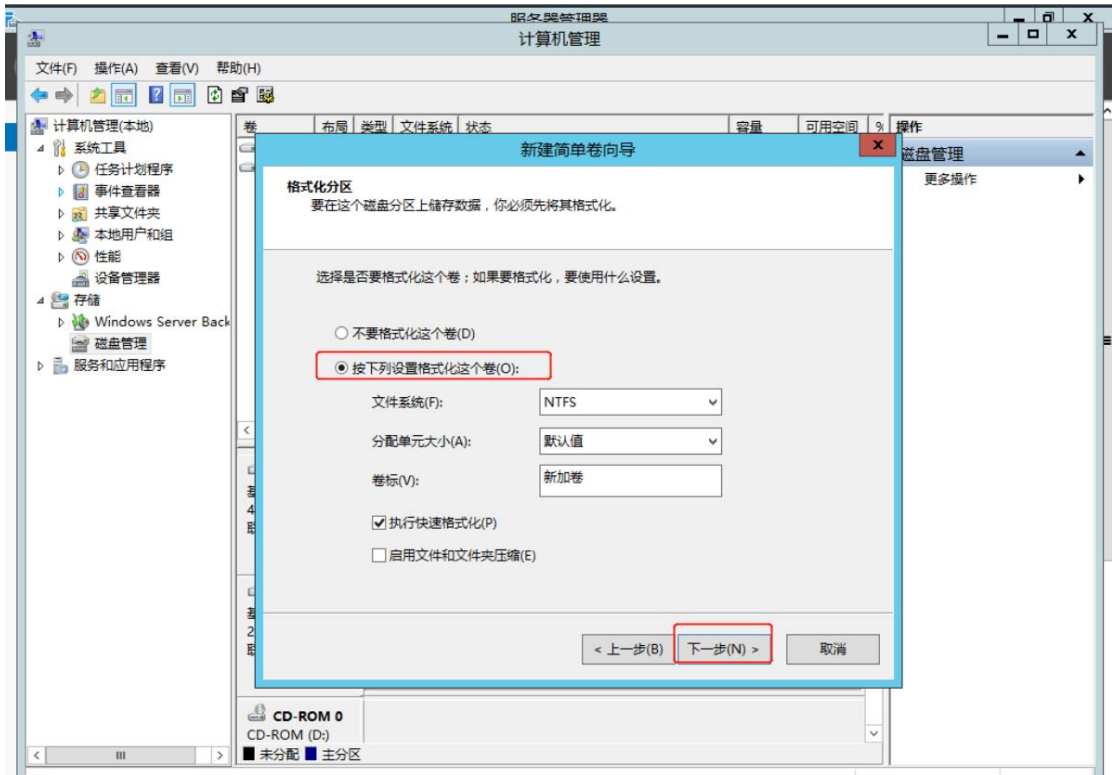 服务器管理器
计算机管理
文件(F) 操作(A) 查看(V) 帮助(H)
计算机管理(本地)
系统工具
任务计划程序
事件查看器
共享文件夹
本地用户和组
性能
设备管理器
存储
Windows Server Back
磁盘管理
服务和应用程序
卷 布局 类型 文件系统 状态 容量 可用空间 %
新建简单卷向导
格式化分区
要在这个磁盘分区上储存数据，你必须先将其格式化。
选择是否要格式化这个卷；如果要格式化，要使用什么设置。
不要格式化这个卷(D)
按下列设置格式化这个卷(O):
文件系统(F): NTFS
分配单元大小(A): 默认值
卷标(V): 新加卷
执行快速格式化(P)
启用文件和文件夹压缩(E)
< 上一步(B) 下一步(N) > 取消
CD-ROM 0
CD-ROM (D:)
未分配 主分区
操作
磁盘管理
更多操作